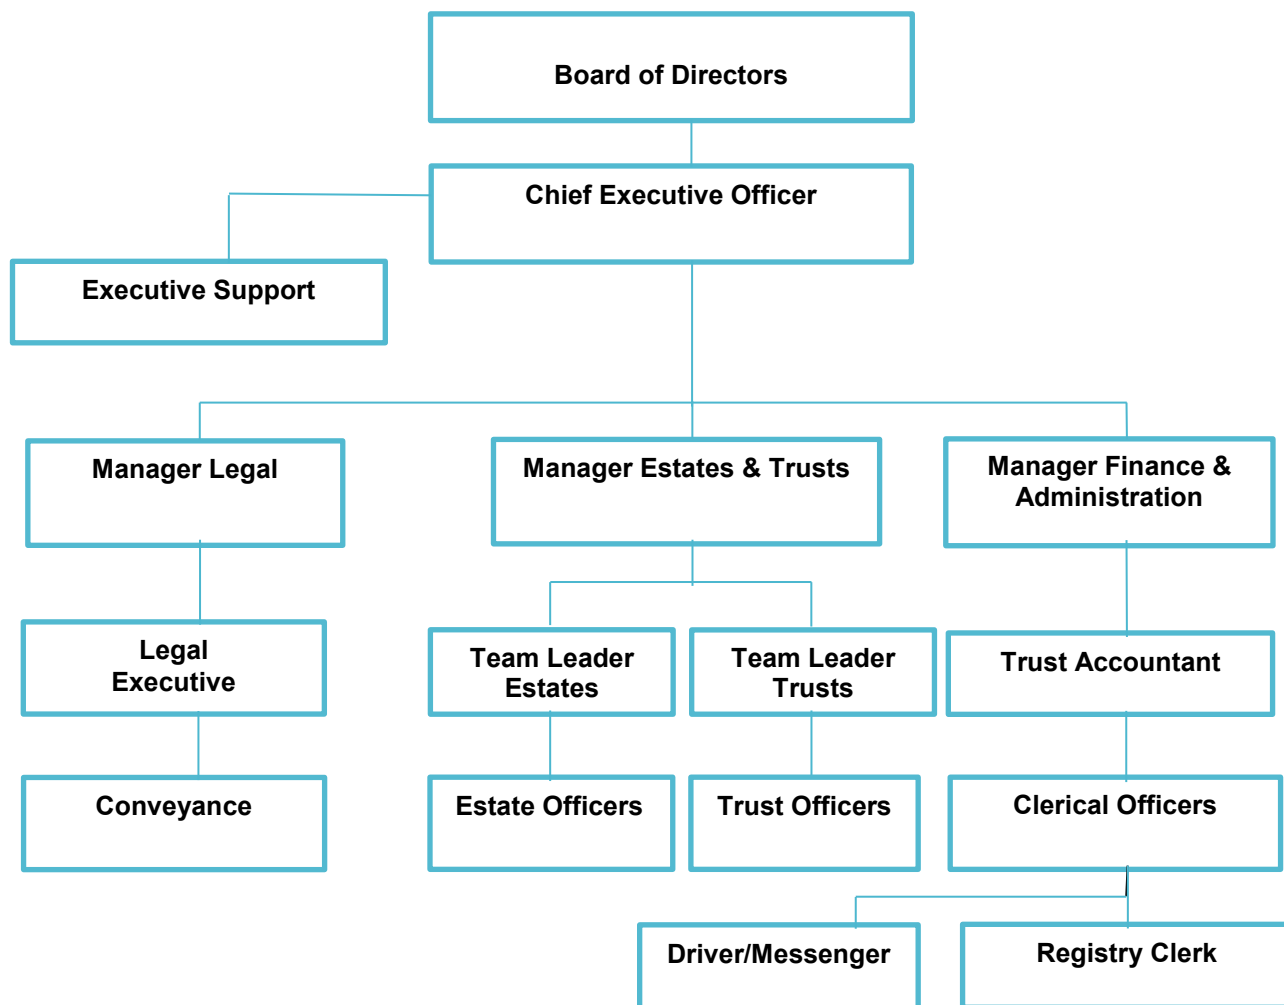 Board of Directors
Chief Executive Officer
Executive Support
Manager Legal
Manager Estates & Trusts
Manager Finance &
Administration
Legal
Executive
Team Leader
Estates
Team Leader
Trusts
Trust Accountant
Conveyance
Estate Officers
Trust Officers
Clerical Officers
Driver/Messenger
Registry Clerk